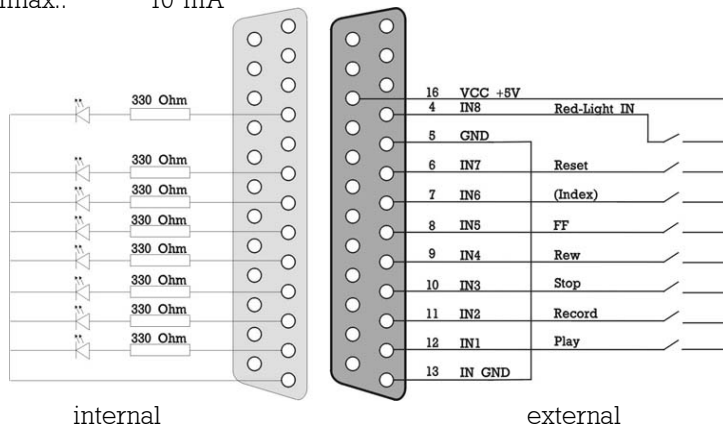 max.: 10 mA
16 VCC +5V
330 Ohm
4 IN8 Red-Light IN
5 GND
330 Ohm
6 IN7 Reset
330 Ohm
7 IN6 (Index)
330 Ohm
8 IN5 FF
330 Ohm
9 IN4 Rew
330 Ohm
10 IN3 Stop
330 Ohm
11 IN2 Record
330 Ohm
12 IN1 Play
13 IN GND
internal
external